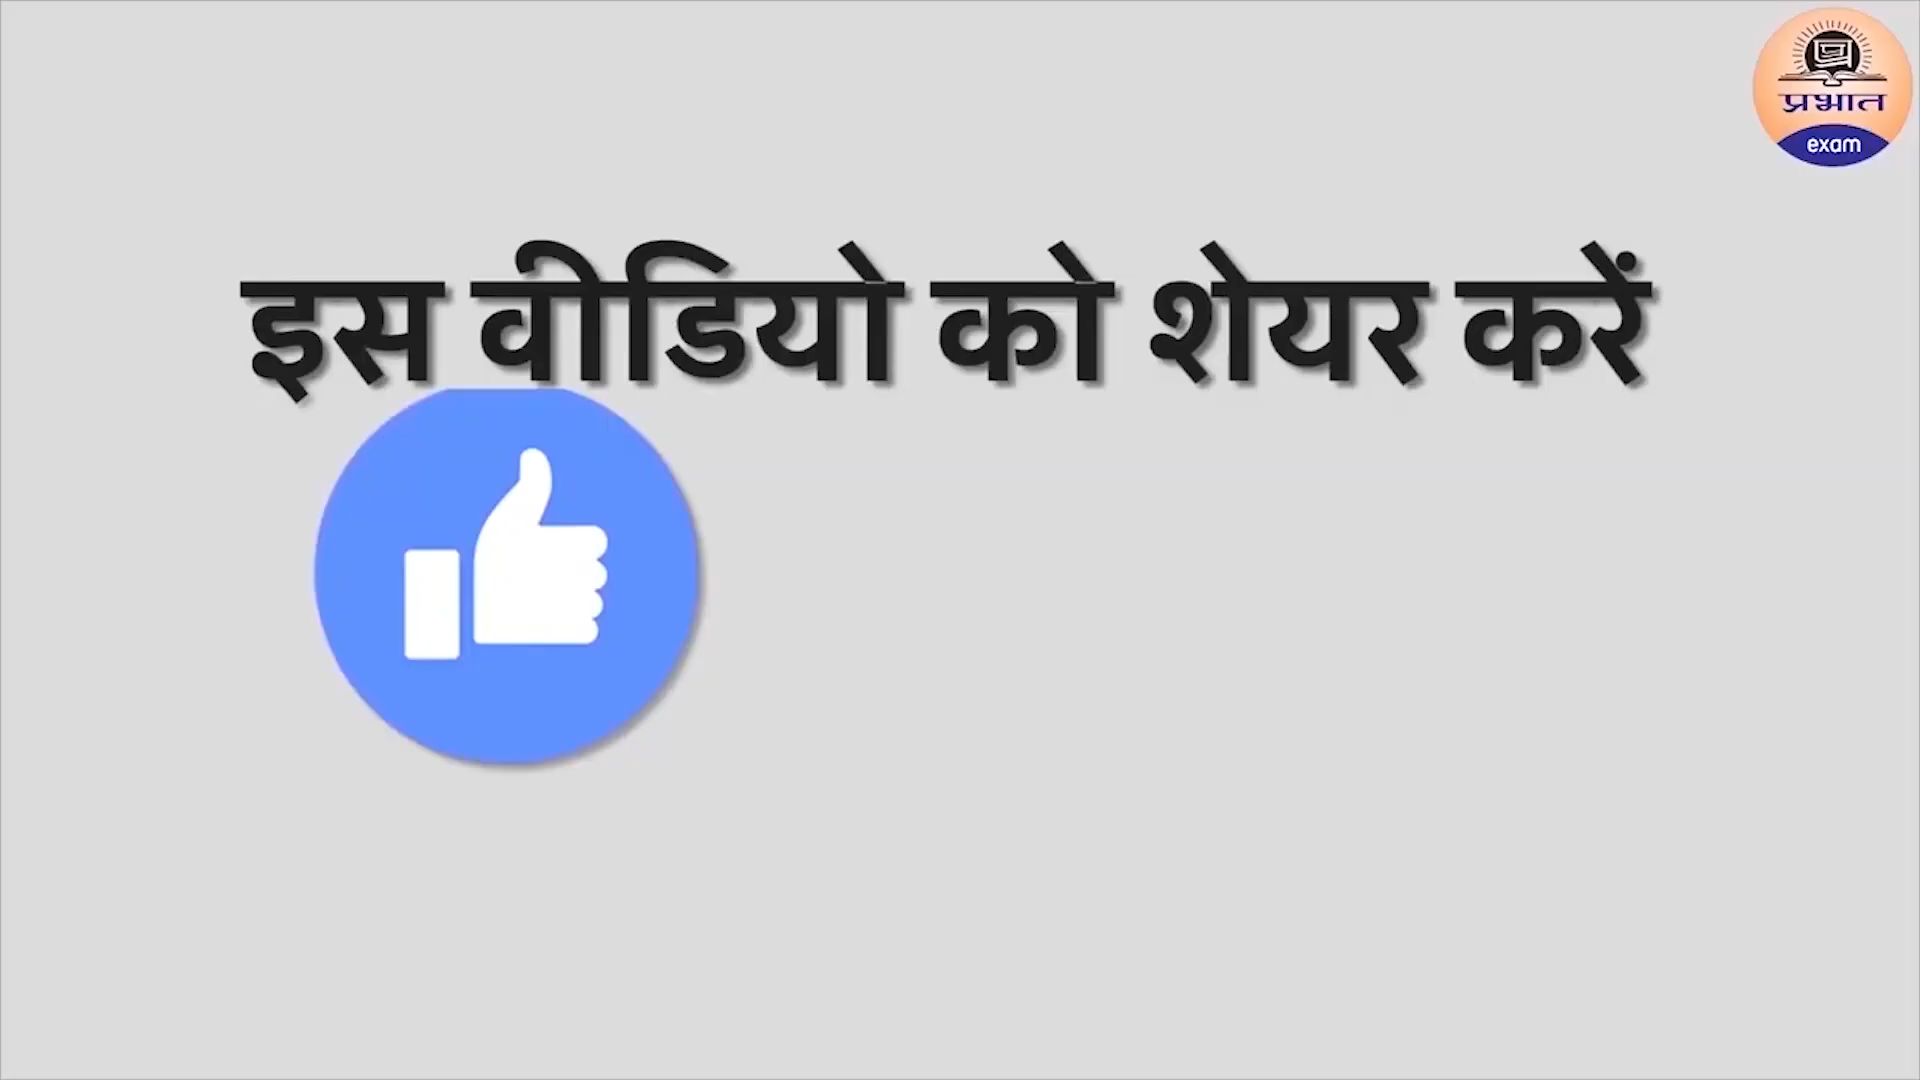 प्रभात
exam
इस वीडियो को शेयर करें